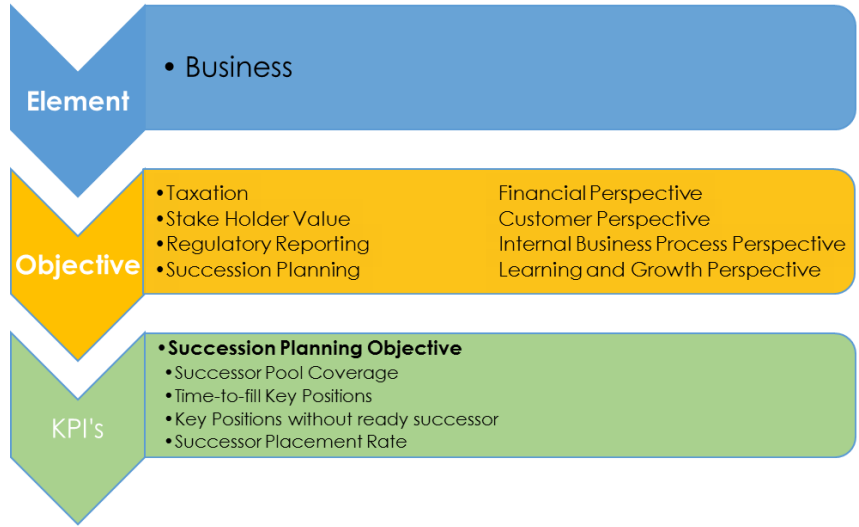 Element
• Business
Objective
•Taxation Financial Perspective
•Stake Holder Value Customer Perspective
•Regulatory Reporting Internal Business Process Perspective
•Succession Planning Learning and Growth Perspective
KPI's
•Succession Planning Objective
•Successor Pool Coverage
•Time-to-fill Key Positions
•Key Positions without ready successor
•Successor Placement Rate